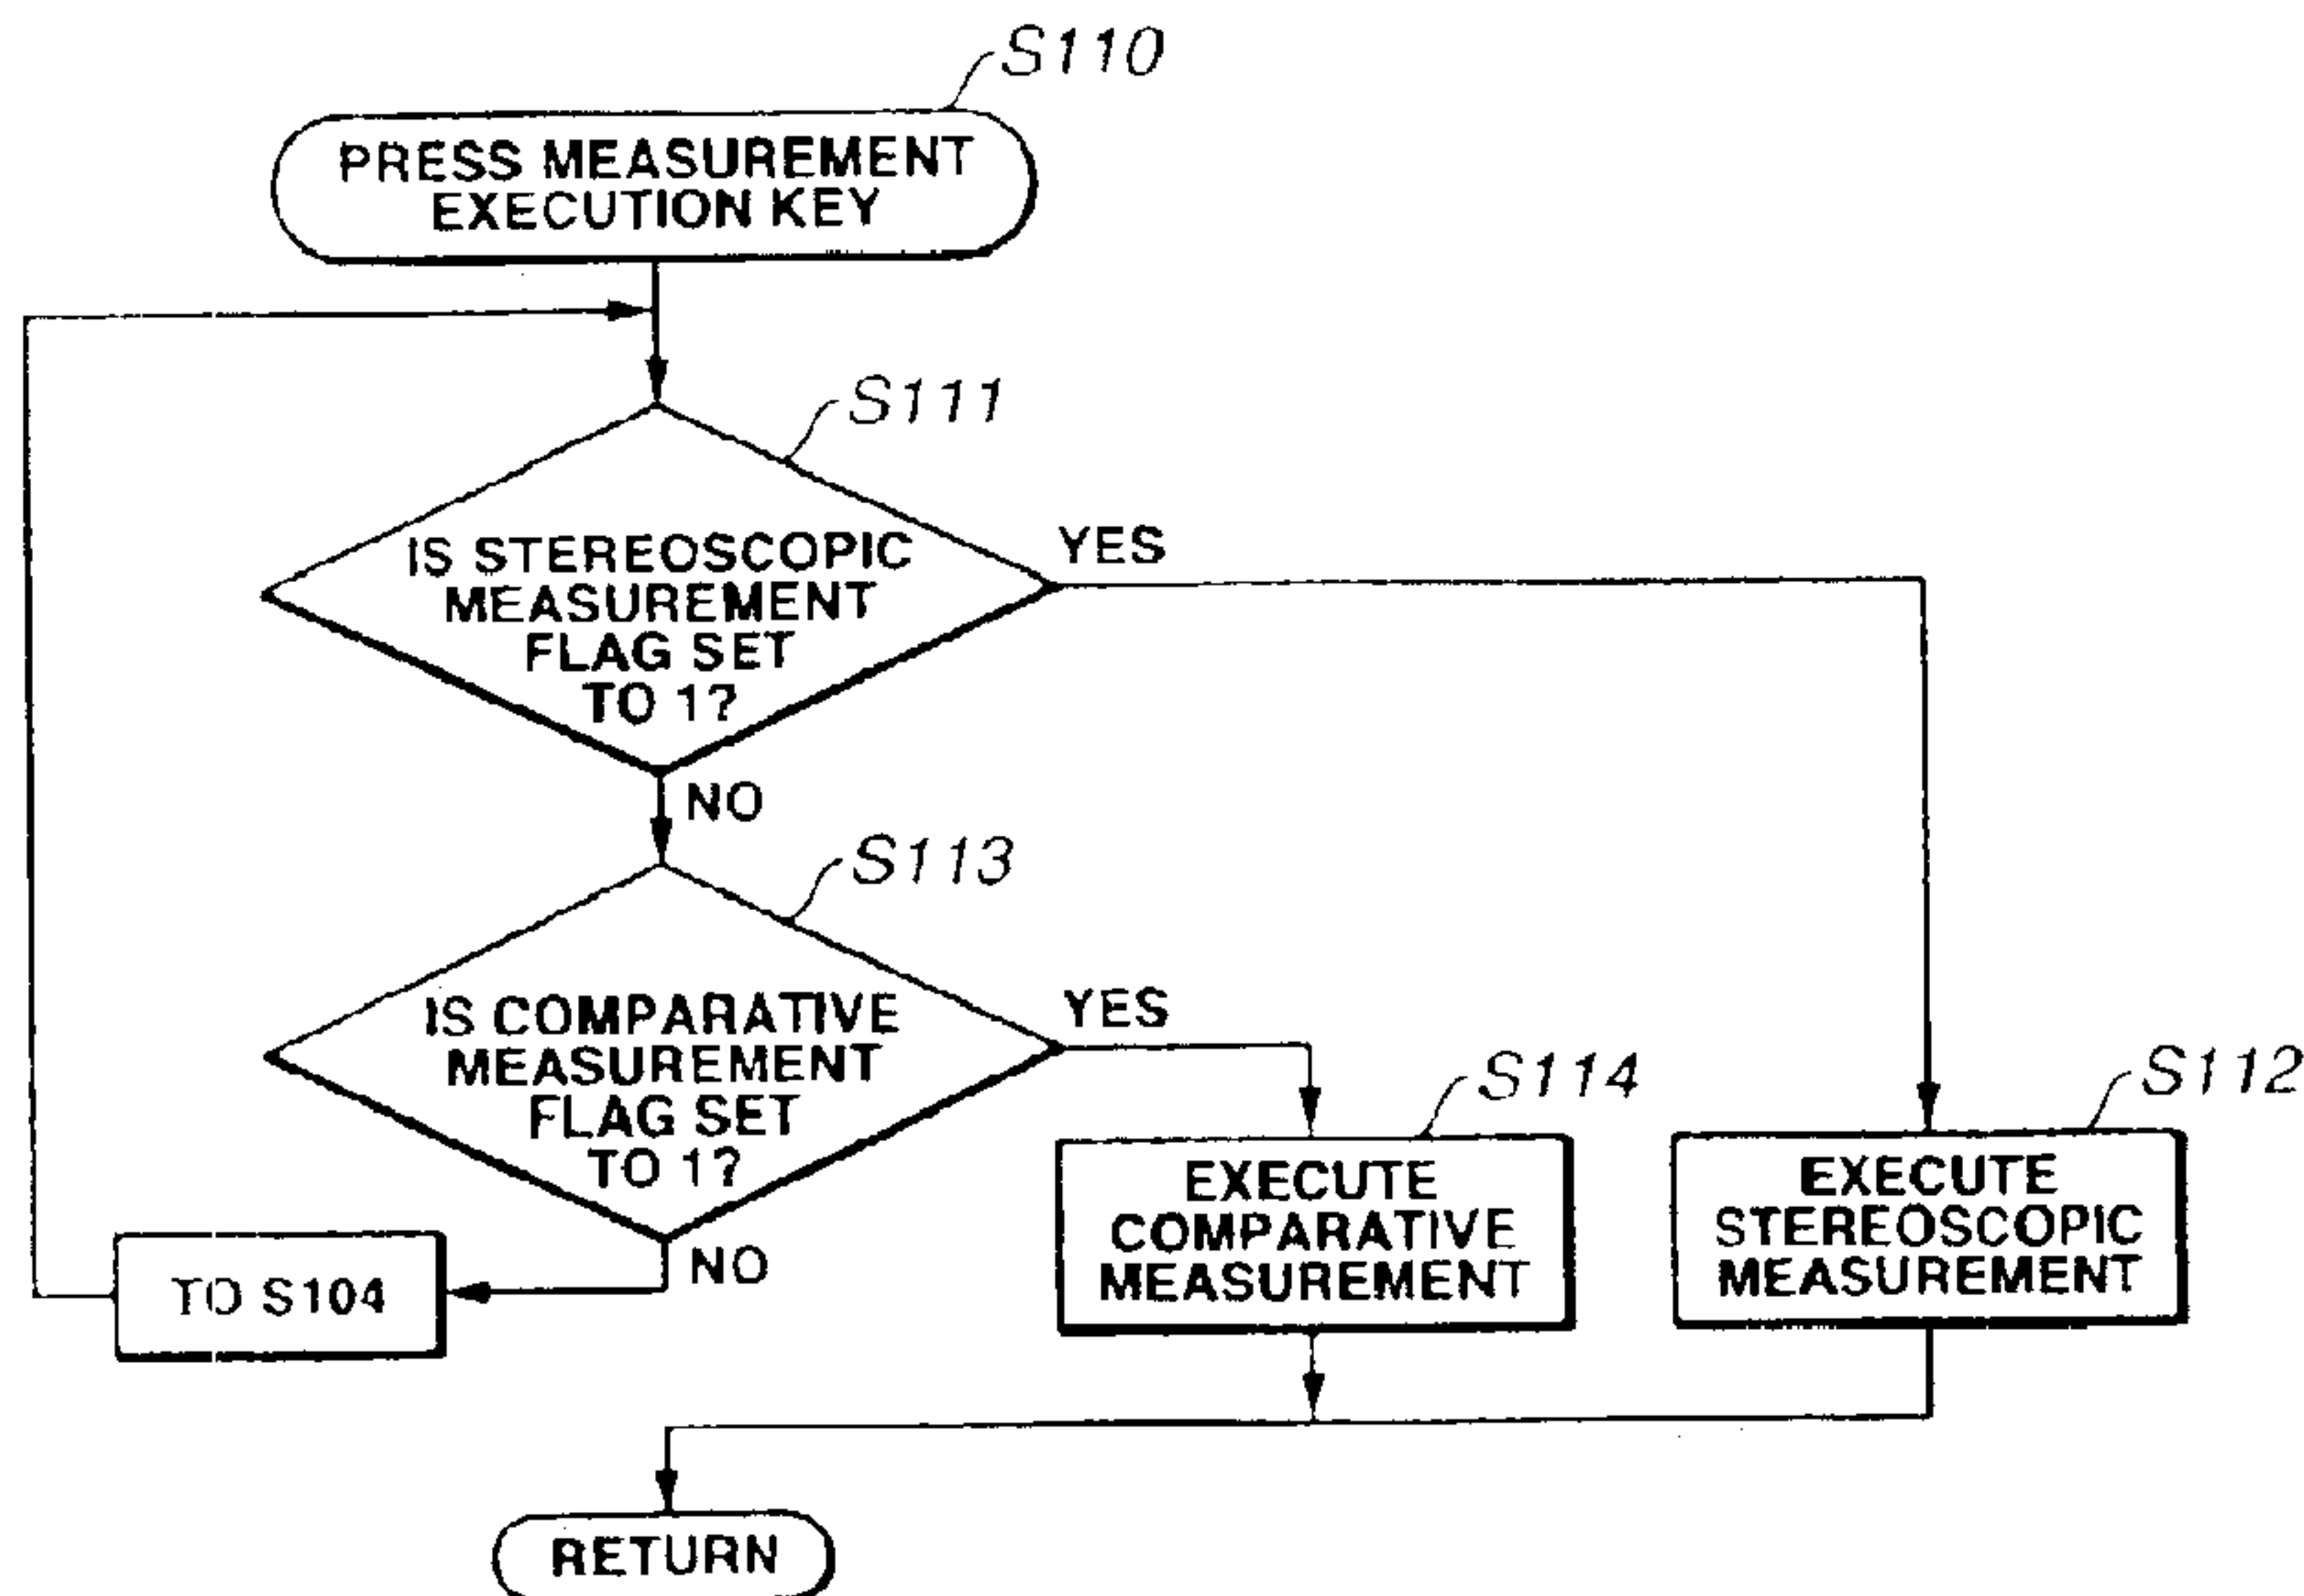 S110
PRESS MEASUREMENT
EXECUTION KEY
S111
IS STEREOSCOPIC
MEASUREMENT
FLAG SET
TO 1?
YES
NO
S113
IS COMPARATIVE
MEASUREMENT
FLAG SET
TO 1?
YES
NO
S114
EXECUTE
COMPARATIVE
MEASUREMENT
S112
EXECUTE
STEREOSCOPIC
MEASUREMENT
TO S104
RETURN